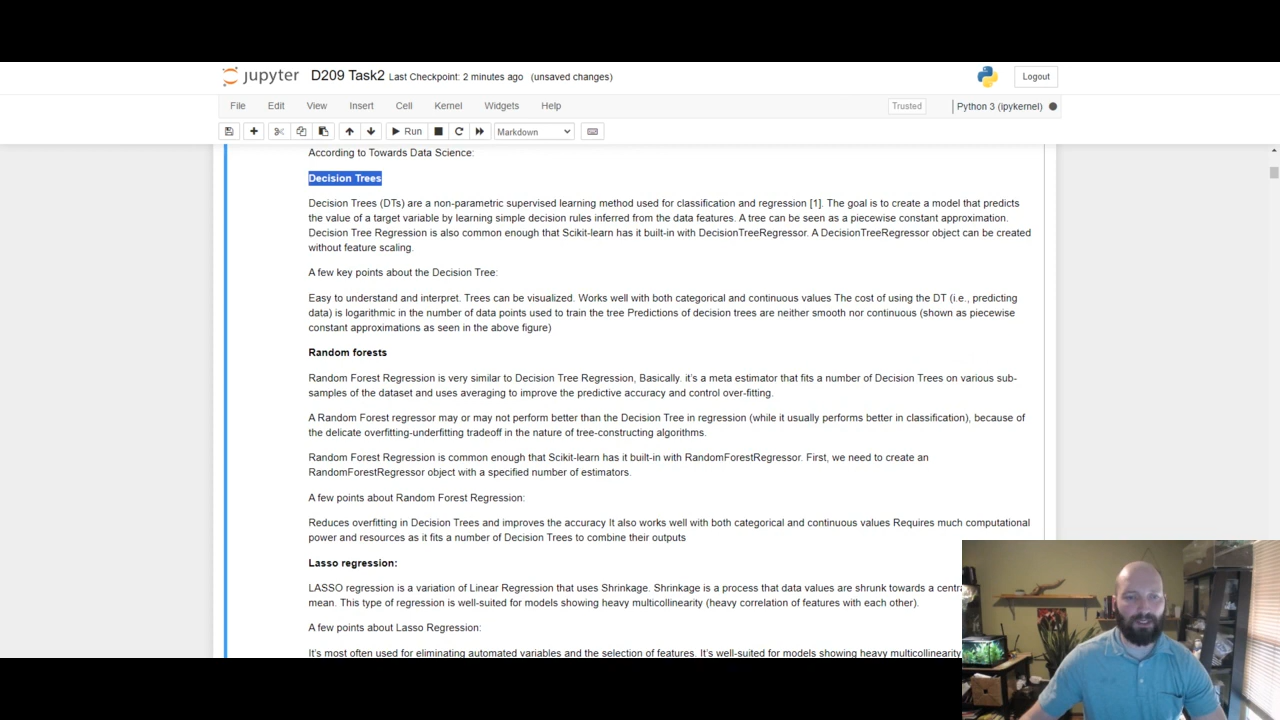 jupyter D209 Task2 Last Checkpoint: 2 minutes ago (unsaved changes) Logout
File Edit View Insert Cell Kernel Widgets Help Trusted Python 3 (ipykernel)
Run Markdown
According to Towards Data Science:
Decision Trees
Decision Trees (DTs) are a non-parametric supervised learning method used for classification and regression [1]. The goal is to create a model that predicts
the value of a target variable by learning simple decision rules inferred from the data features. A tree can be seen as a piecewise constant approximation.
Decision Tree Regression is also common enough that Scikit-learn has it built-in with DecisionTreeRegressor. A DecisionTreeRegressor object can be created
without feature scaling.
A few key points about the Decision Tree:
Easy to understand and interpret. Trees can be visualized. Works well with both categorical and continuous values The cost of using the DT (i.e., predicting
data) is logarithmic in the number of data points used to train the tree Predictions of decision trees are neither smooth nor continuous (shown as piecewise
constant approximations as seen in the above figure)
Random forests
Random Forest Regression is very similar to Decision Tree Regression, Basically. it's a meta estimator that fits a number of Decision Trees on various sub-
samples of the dataset and uses averaging to improve the predictive accuracy and control over-fitting.
A Random Forest regressor may or may not perform better than the Decision Tree in regression (while it usually performs better in classification), because of
the delicate overfitting-underfitting tradeoff in the nature of tree-constructing algorithms.
Random Forest Regression is common enough that Scikit-learn has it built-in with RandomForestRegressor. First, we need to create an
RandomForestRegressor object with a specified number of estimators.
A few points about Random Forest Regression:
Reduces overfitting in Decision Trees and improves the accuracy It also works well with both categorical and continuous values Requires much computational
power and resources as it fits a number of Decision Trees to combine their outputs
Lasso regression:
LASSO regression is a variation of Linear Regression that uses Shrinkage. Shrinkage is a process that data values are shrunk towards a centra
mean. This type of regression is well-suited for models showing heavy multicollinearity (heavy correlation of features with each other).
A few points about Lasso Regression:
It's most often used for eliminating automated variables and the selection of features. It's well-suited for models showing heavy multicollinearity